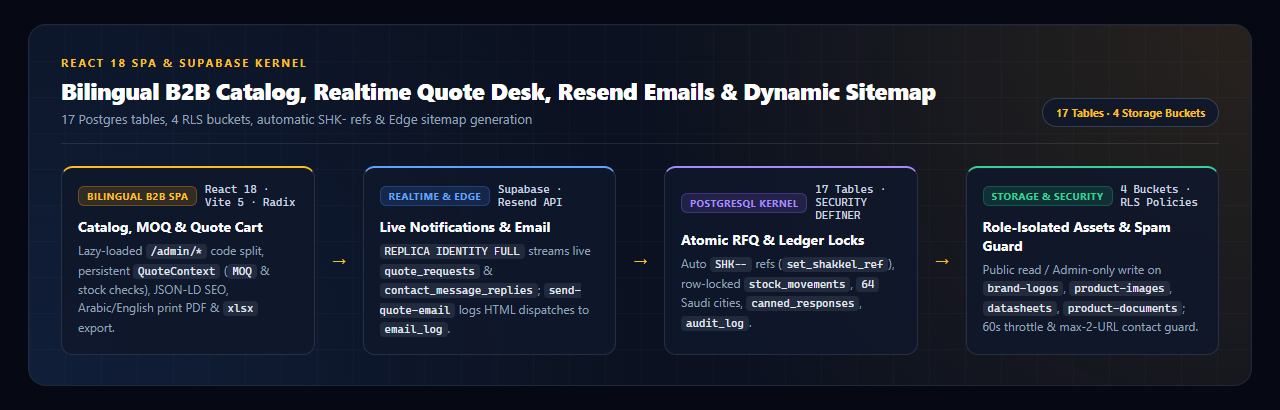 REACT 18 SPA & SUPABASE KERNEL
Bilingual B2B Catalog, Realtime Quote Desk, Resend Emails & Dynamic Sitemap
17 Postgres tables, 4 RLS buckets, automatic SHK- refs & Edge sitemap generation
17 Tables · 4 Storage Buckets
BILINGUAL B2B SPA
React 18 ·
Vite 5 · Radix
Catalog, MOQ & Quote Cart
Lazy-loaded /admin/* code split,
persistent QuoteContext (MOQ &
stock checks), JSON-LD SEO,
Arabic/English print PDF & xlsx
export.
→
REALTIME & EDGE
Supabase ·
Resend API
Live Notifications & Email
REPLICA IDENTITY FULL streams live
quote_requests &
contact_message_replies; send-
quote-email logs HTML dispatches to
email_log.
→
POSTGRESQL KERNEL
17 Tables ·
SECURITY
DEFINER
Atomic RFQ & Ledger Locks
Auto SHK-- refs (set_shakkel_ref),
row-locked stock_movements, 64
Saudi cities, canned_responses,
audit_log.
→
STORAGE & SECURITY
4 Buckets ·
RLS Policies
Role-Isolated Assets & Spam
Guard
Public read / Admin-only write on
brand-logos, product-images,
datasheets, product-documents;
60s throttle & max-2-URL contact guard.